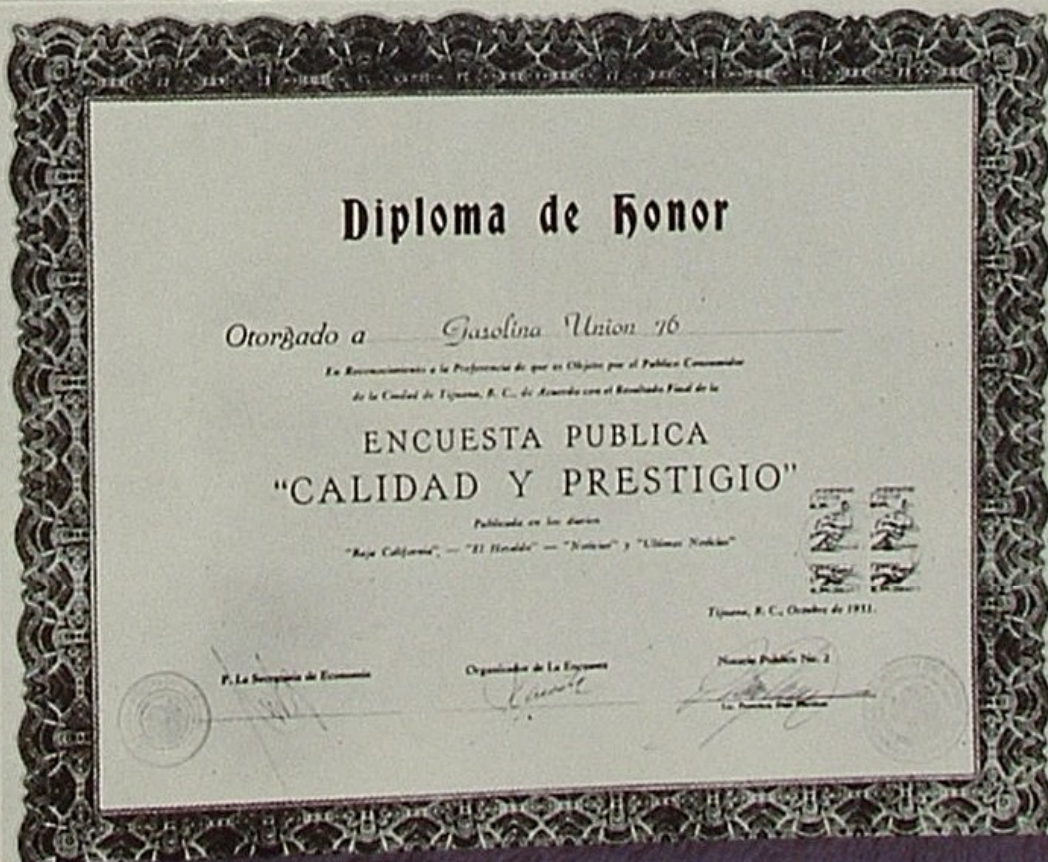 Diploma de Honor
Otorgado a Gasolina Union 76
En Reconocimiento a la Preferencia de que es Objeto por el Publico Consumidor
de la Ciudad de Tijuana, B. C., de Acuerdo con el Resultado Final de la
ENCUESTA PUBLICA
"CALIDAD Y PRESTIGIO"
Publicada en los diarios
"Baja California", — "El Heraldo" — "Noticias" y "Ultimas Noticias"
Tijuana, B. C., Octubre de 1951.
P. La Secretaria de Economia
Organizador de La Encuesta
Notario Publico No. 2
Lic.